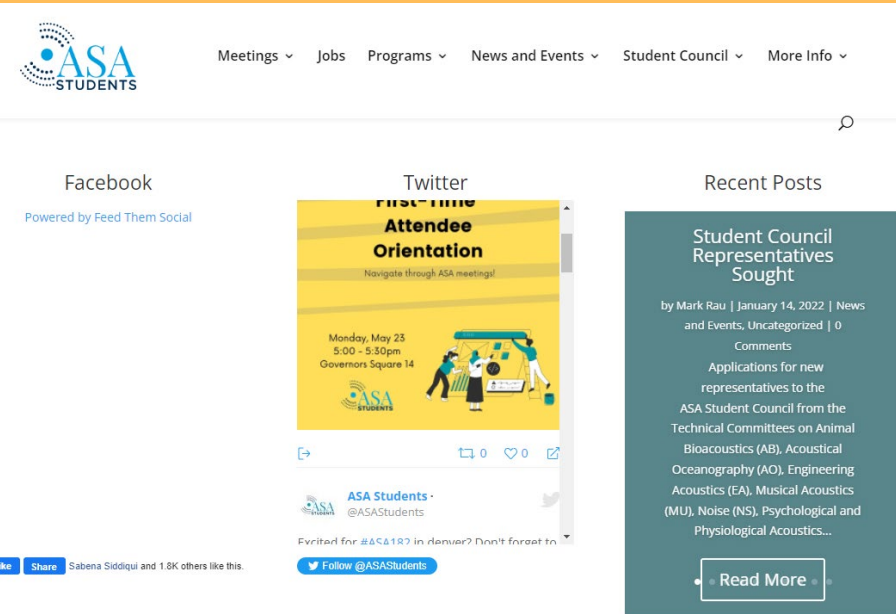 ASA
STUDENTS
Meetings
Jobs
Programs
News and Events
Student Council
More Info
Facebook
Powered by Feed Them Social
Sabena Siddiqui and 1.8K others like this.
Share
Twitter
First-Time
Attendee
Orientation
Navigate through ASA meetings!
Monday, May 23
5:00 - 5:30pm
Governors Square 14
ASA
STUDENTS
0
0
ASA
STUDENTS
ASA Students ·
@ASAStudents
Excited for #ASA182 in denver? Don't forget to
Follow @ASAStudents
Recent Posts
Student Council
Representatives
Sought
by Mark Rau | January 14, 2022 | News
and Events, Uncategorized | 0
Comments
Applications for new
representatives to the
ASA Student Council from the
Technical Committees on Animal
Bioacoustics (AB), Acoustical
Oceanography (AO), Engineering
Acoustics (EA), Musical Acoustics
(MU), Noise (NS), Psychological and
Physiological Acoustics...
Read More